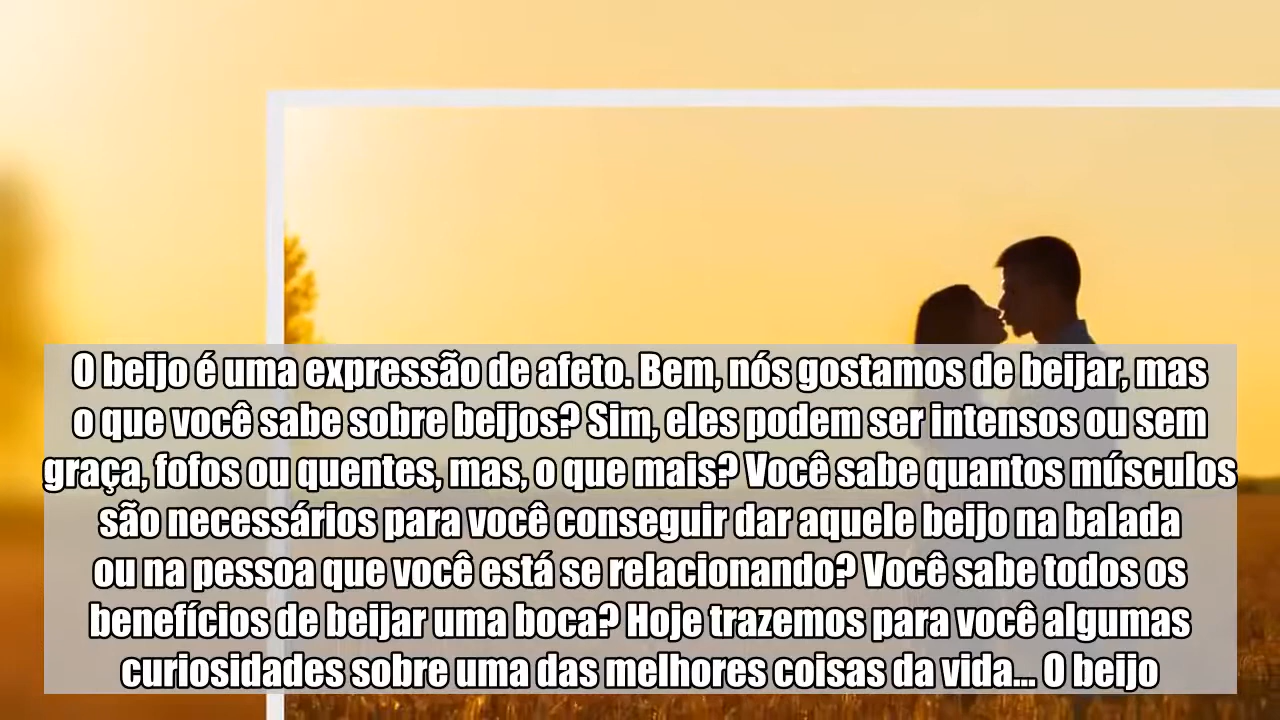 O beijo é uma expressão de afeto. Bem, nós gostamos de beijar, mas
o que você sabe sobre beijos? Sim, eles podem ser intensos ou sem
graça, fofos ou quentes, mas, o que mais? Você sabe quantos músculos
são necessários para você conseguir dar aquele beijo na balada
ou na pessoa que você está se relacionando? Você sabe todos os
benefícios de beijar uma boca? Hoje trazemos para você algumas
curiosidades sobre uma das melhores coisas da vida... O beijo